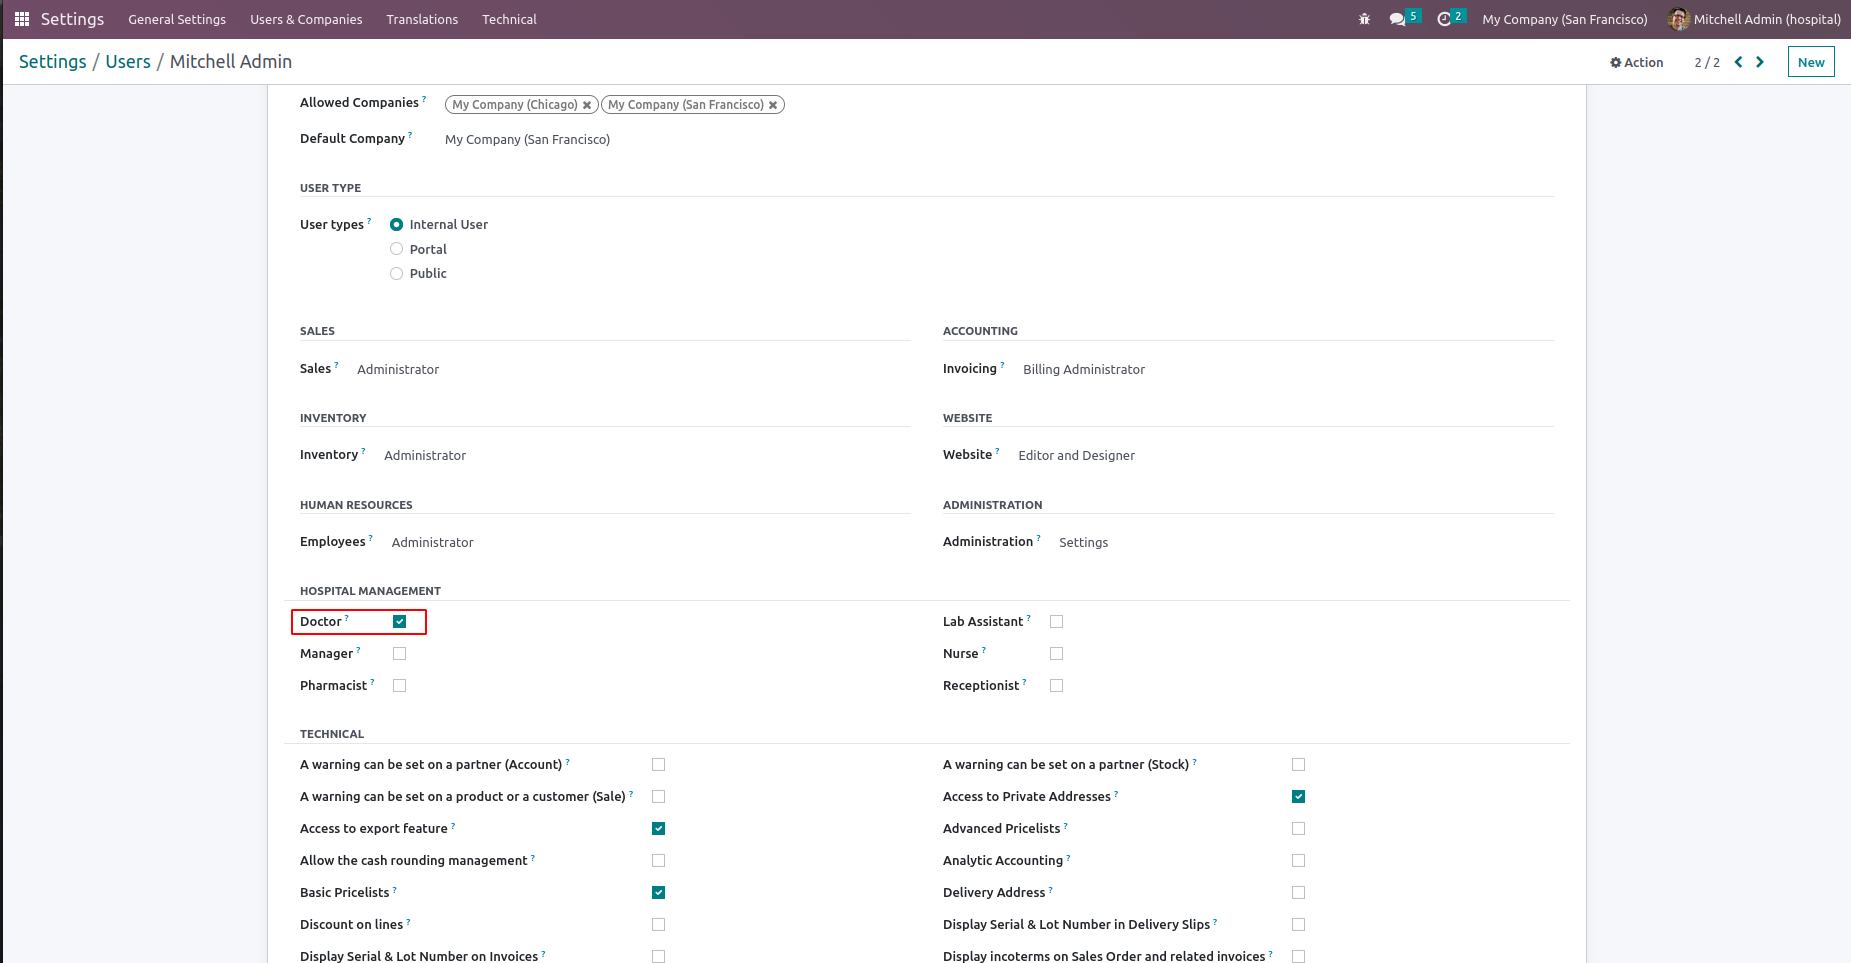 Settings General Settings Users & Companies Translations Technical 5 2 My Company (San Francisco) Mitchell Admin (hospital)
Settings / Users / Mitchell Admin Action 2 / 2 New
Allowed Companies ? My Company (Chicago) My Company (San Francisco)
Default Company ? My Company (San Francisco)
USER TYPE
User types ? Internal User
Portal
Public
SALES ACCOUNTING
Sales ? Administrator Invoicing ? Billing Administrator
INVENTORY WEBSITE
Inventory ? Administrator Website ? Editor and Designer
HUMAN RESOURCES ADMINISTRATION
Employees ? Administrator Administration ? Settings
HOSPITAL MANAGEMENT
Doctor ? Lab Assistant ?
Manager ? Nurse ?
Pharmacist ? Receptionist ?
TECHNICAL
A warning can be set on a partner (Account) ? A warning can be set on a partner (Stock) ?
A warning can be set on a product or a customer (Sale) ? Access to Private Addresses ?
Access to export feature ? Advanced Pricelists ?
Allow the cash rounding management ? Analytic Accounting ?
Basic Pricelists ? Delivery Address ?
Discount on lines ? Display Serial & Lot Number in Delivery Slips ?
Display Serial & Lot Number on Invoices ? Display incoterms on Sales Order and related invoices ?